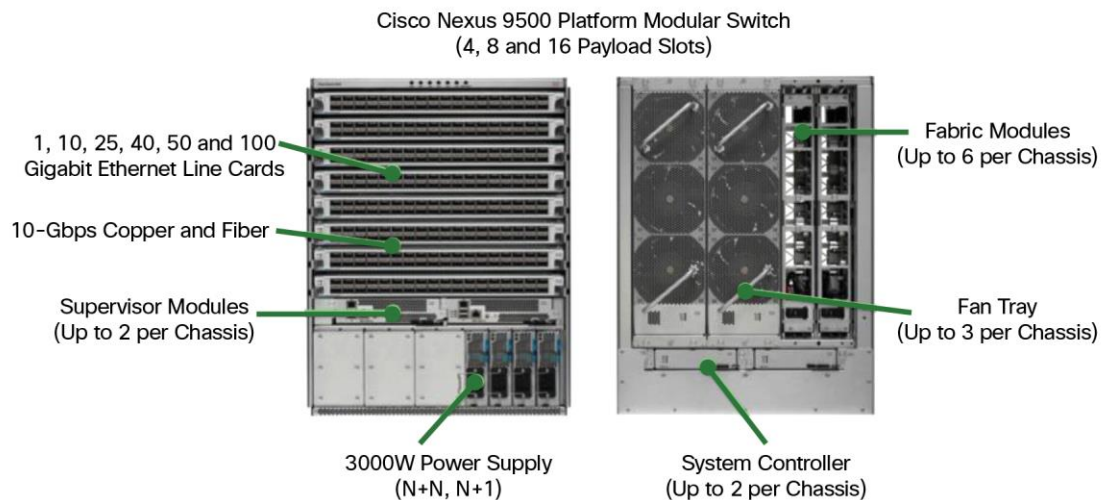 Cisco Nexus 9500 Platform Modular Switch
(4, 8 and 16 Payload Slots)
1, 10, 25, 40, 50 and 100
Gigabit Ethernet Line Cards
10-Gbps Copper and Fiber
Supervisor Modules
(Up to 2 per Chassis)
3000W Power Supply
(N+N, N+1)
Fabric Modules
(Up to 6 per Chassis)
Fan Tray
(Up to 3 per Chassis)
System Controller
(Up to 2 per Chassis)